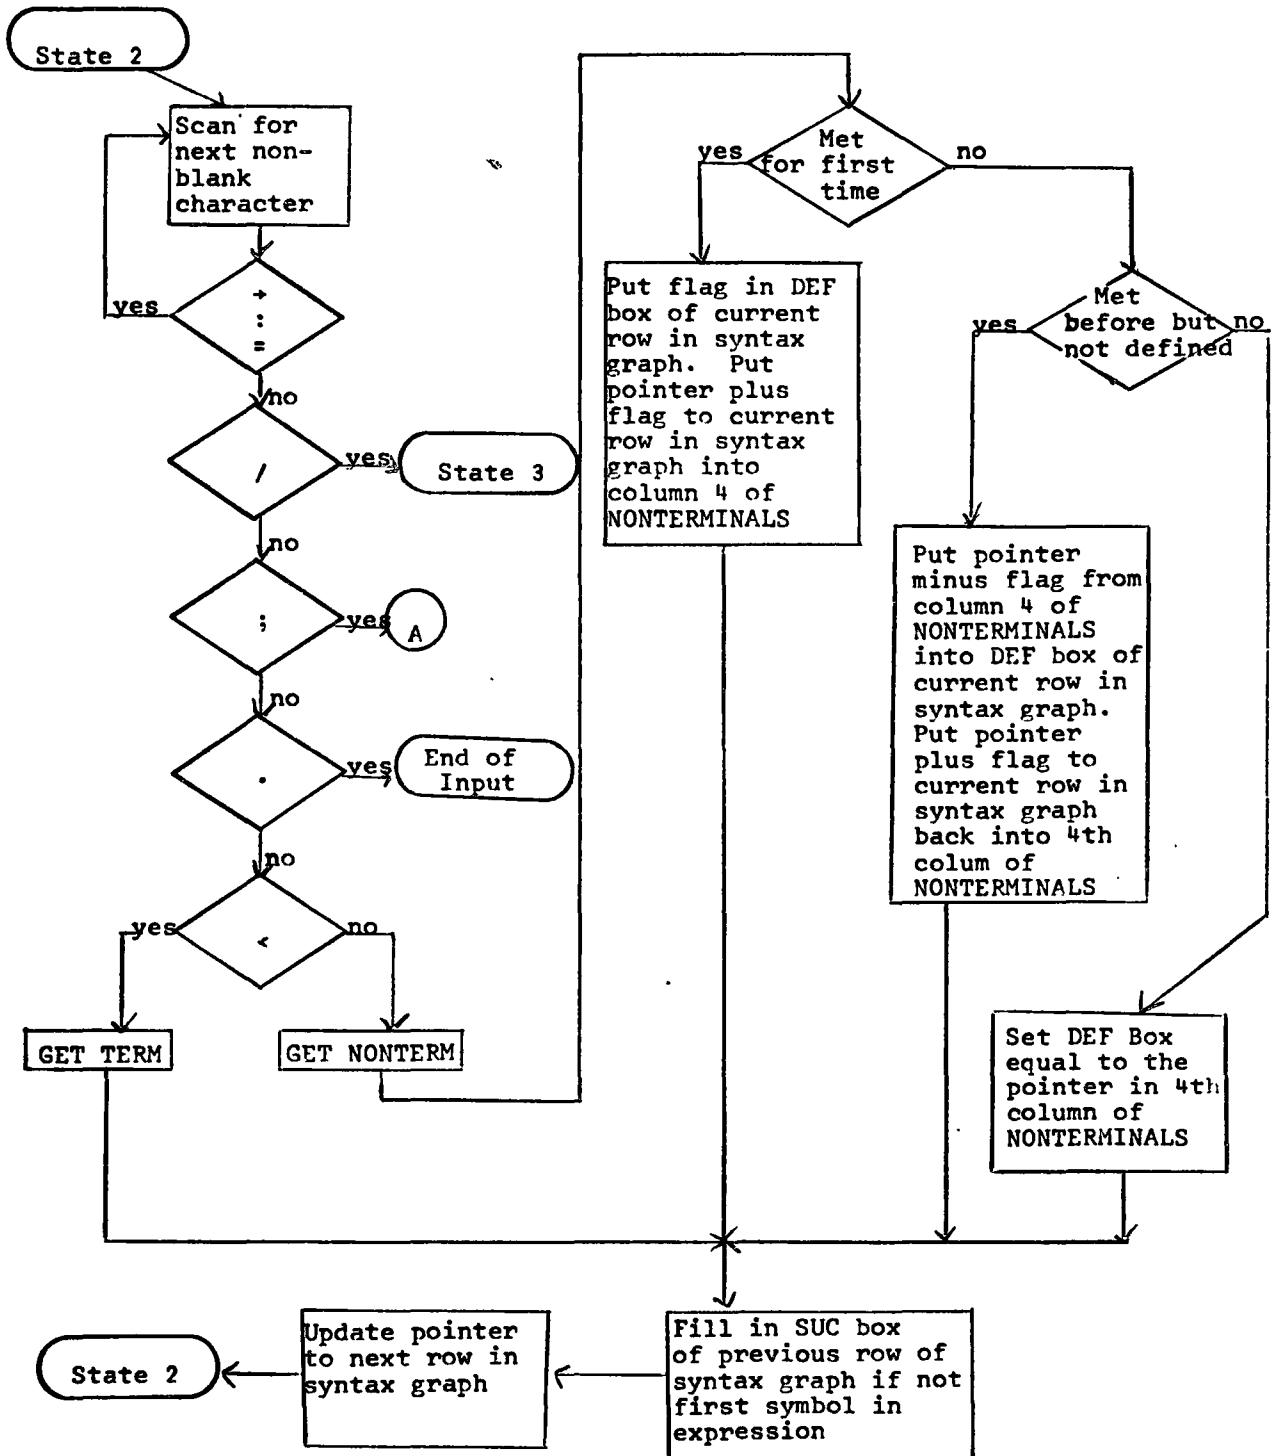 State 2
Scan for
next non-
blank
character
yes
→
:
=
no
/
yes
State 3
no
;
yes
A
no
.
yes
End of
Input
no
yes
<
no
GET TERM
GET NONTERM
Met
for first
time
yes
no
Put flag in DEF
box of current
row in syntax
graph. Put
pointer plus
flag to current
row in syntax
graph into
column 4 of
NONTERMINALS
Met
before but
not defined
yes
no
Put pointer
minus flag from
column 4 of
NONTERMINALS
into DEF box of
current row in
syntax graph.
Put pointer
plus flag to
current row in
syntax graph
back into 4th
colum of
NONTERMINALS
Set DEF Box
equal to the
pointer in 4th
column of
NONTERMINALS
Fill in SUC box
of previous row of
syntax graph if not
first symbol in
expression
Update pointer
to next row in
syntax graph
State 2